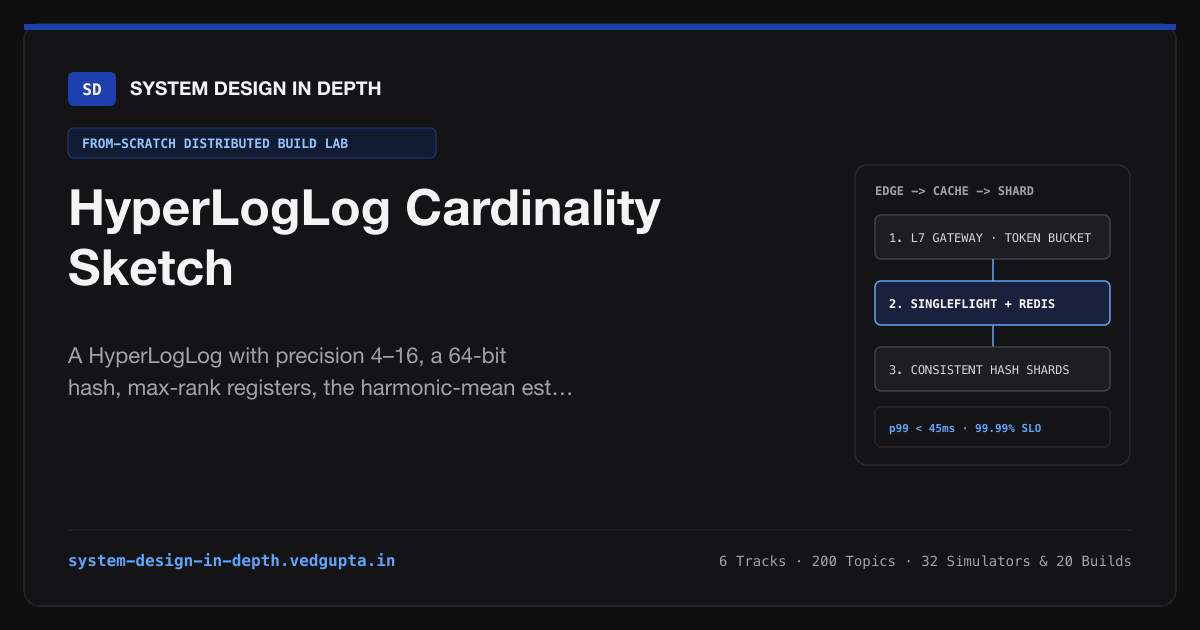 SD
SYSTEM DESIGN IN DEPTH
FROM-SCRATCH DISTRIBUTED BUILD LAB
HyperLogLog Cardinality
Sketch
A HyperLogLog with precision 4–16, a 64-bit
hash, max-rank registers, the harmonic-mean est…
EDGE -> CACHE -> SHARD
1. L7 GATEWAY · TOKEN BUCKET
2. SINGLEFLIGHT + REDIS
3. CONSISTENT HASH SHARDS
p99 < 45ms · 99.99% SLO
system-design-in-depth.vedgupta.in
6 Tracks · 200 Topics · 32 Simulators & 20 Builds